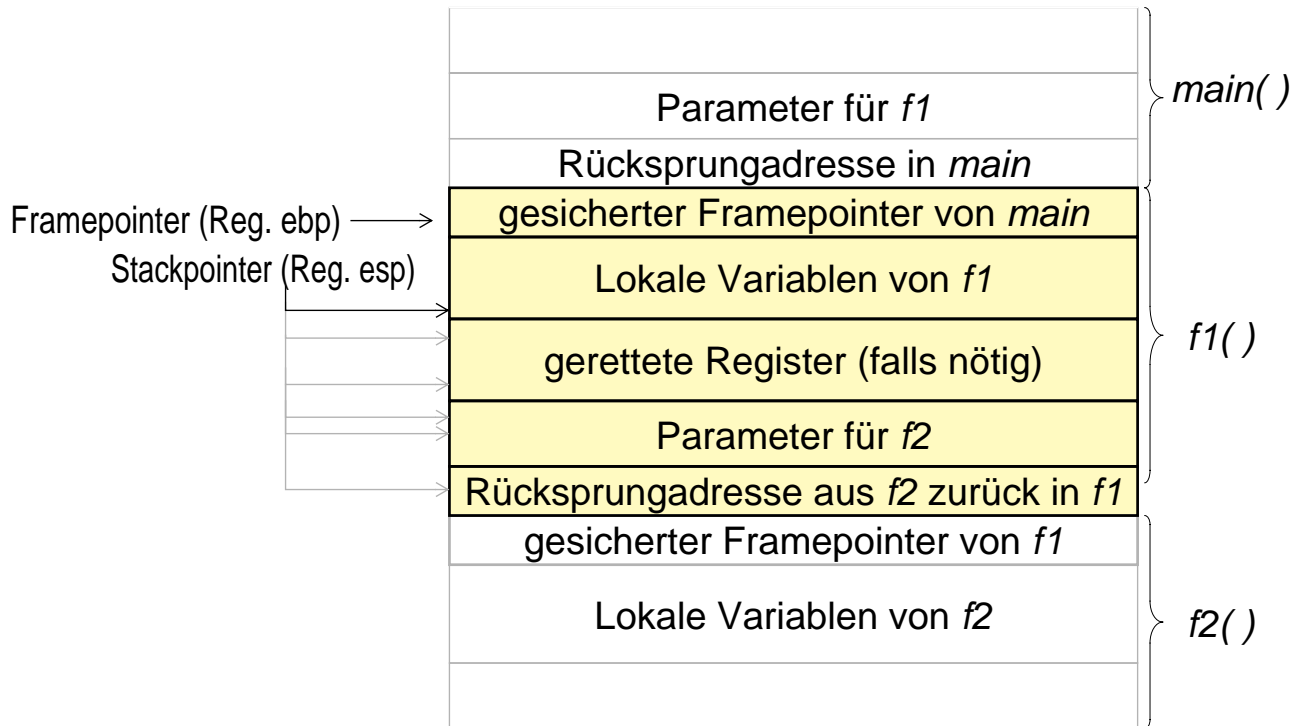 Parameter für f1
main( )
Rücksprungadresse in main
Framepointer (Reg. ebp)
gesicherter Framepointer von main
Stackpointer (Reg. esp)
Lokale Variablen von f1
f1( )
gerettete Register (falls nötig)
Parameter für f2
Rücksprungadresse aus f2 zurück in f1
gesicherter Framepointer von f1
Lokale Variablen von f2
f2( )